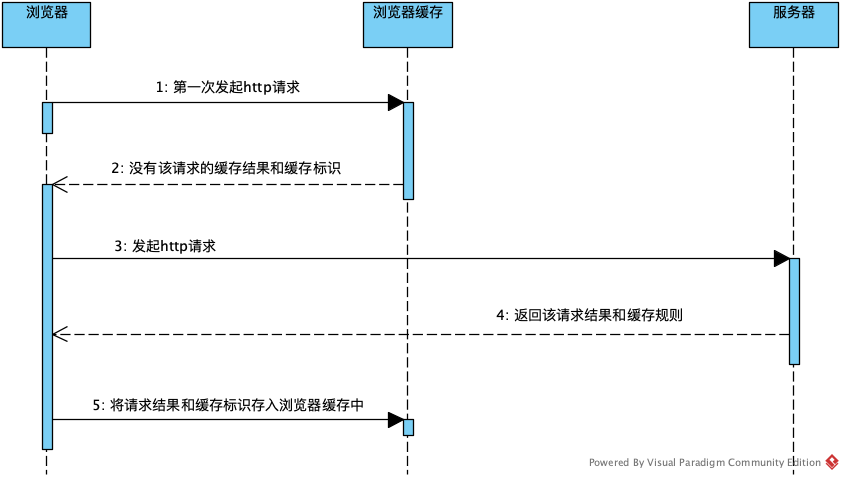 浏览器
浏览器缓存
服务器
1: 第一次发起http请求
2: 没有该请求的缓存结果和缓存标识
3: 发起http请求
4: 返回该请求结果和缓存规则
5: 将请求结果和缓存标识存入浏览器缓存中
Powered By Visual Paradigm Community Edition